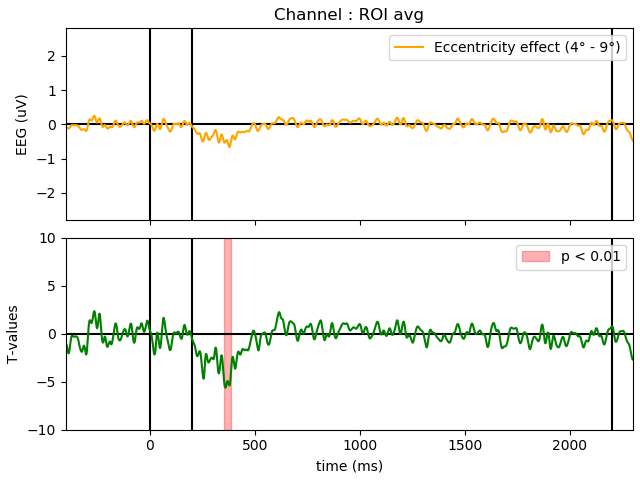 Channel : ROI avg
Eccentricity effect (4° - 9°)
EEG (uV)
2
1
0
−1
−2
p < 0.01
T-values
10
5
0
−5
−10
0 500 1000 1500 2000
time (ms)